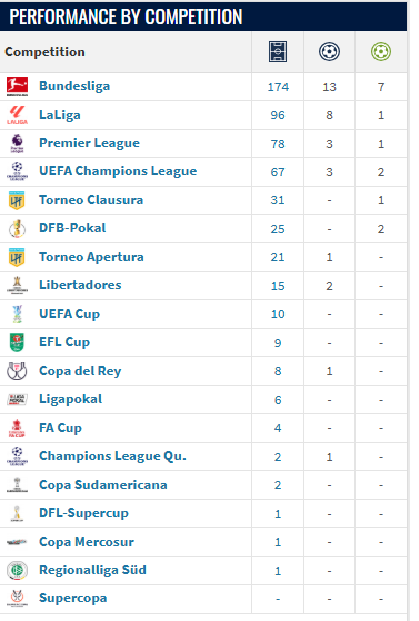 PERFORMANCE BY COMPETITION
Competition
Bundesliga 174 13 7
LaLiga 96 8 1
Premier League 78 3 1
UEFA Champions League 67 3 2
Torneo Clausura 31 - 1
DFB-Pokal 25 - 2
Torneo Apertura 21 1 -
Libertadores 15 2 -
UEFA Cup 10 - -
EFL Cup 9 - -
Copa del Rey 8 1 -
Ligapokal 6 - -
FA Cup 4 - -
Champions League Qu. 2 1 -
Copa Sudamericana 2 - -
DFL-Supercup 1 - -
Copa Mercosur 1 - -
Regionalliga Süd 1 - -
Supercopa - - -